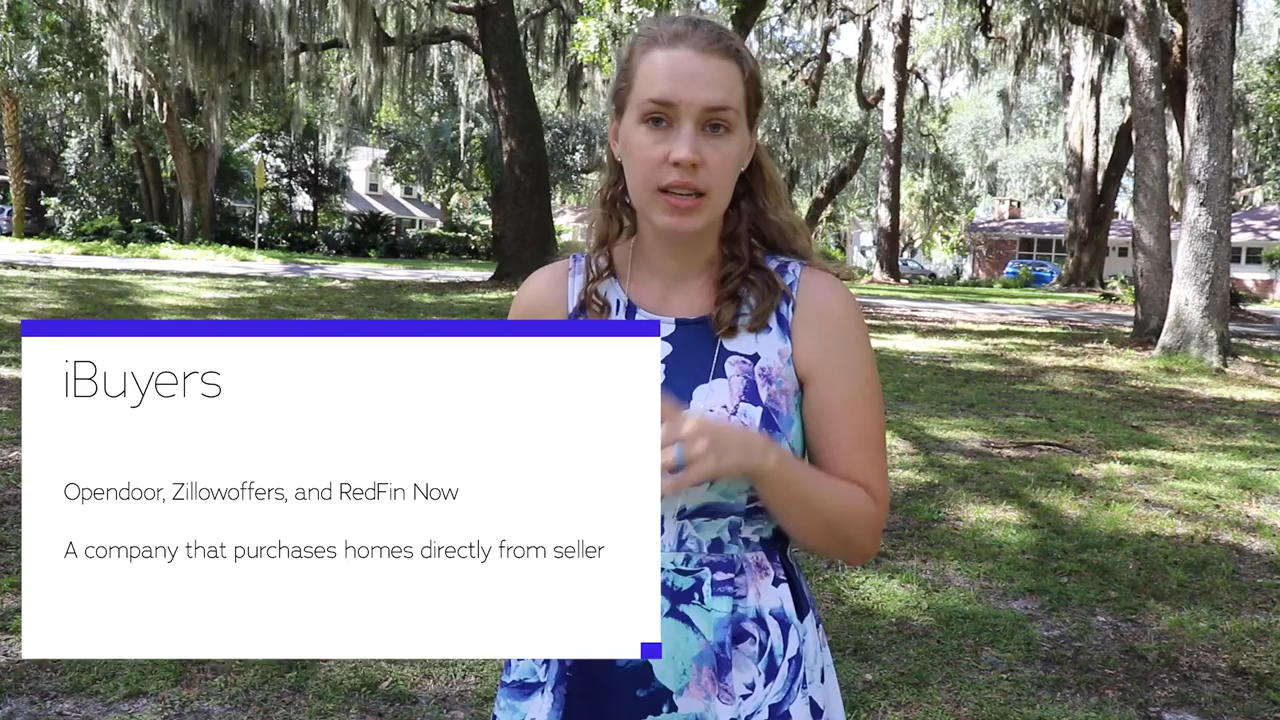 iBuyers
Opendoor, Zillowoffers, and RedFin Now
A company that purchases homes directly from seller